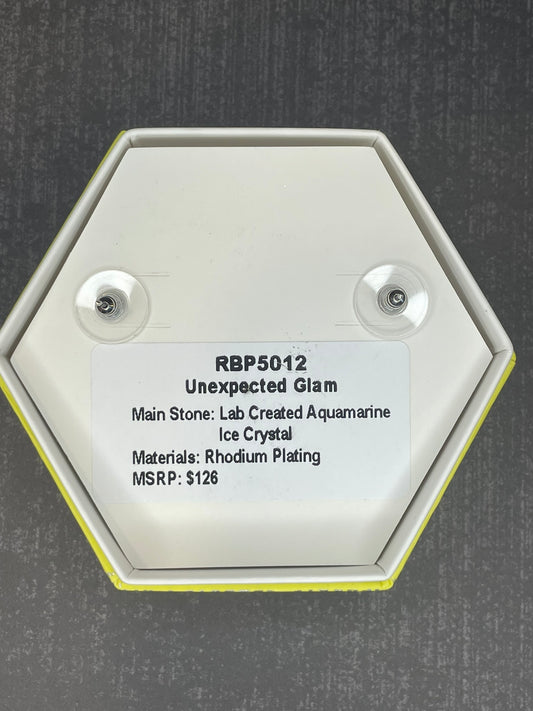 RBP5012
Unexpected Glam
Main Stone: Lab Created Aquamarine
Ice Crystal
Materials: Rhodium Plating
MSRP: $126